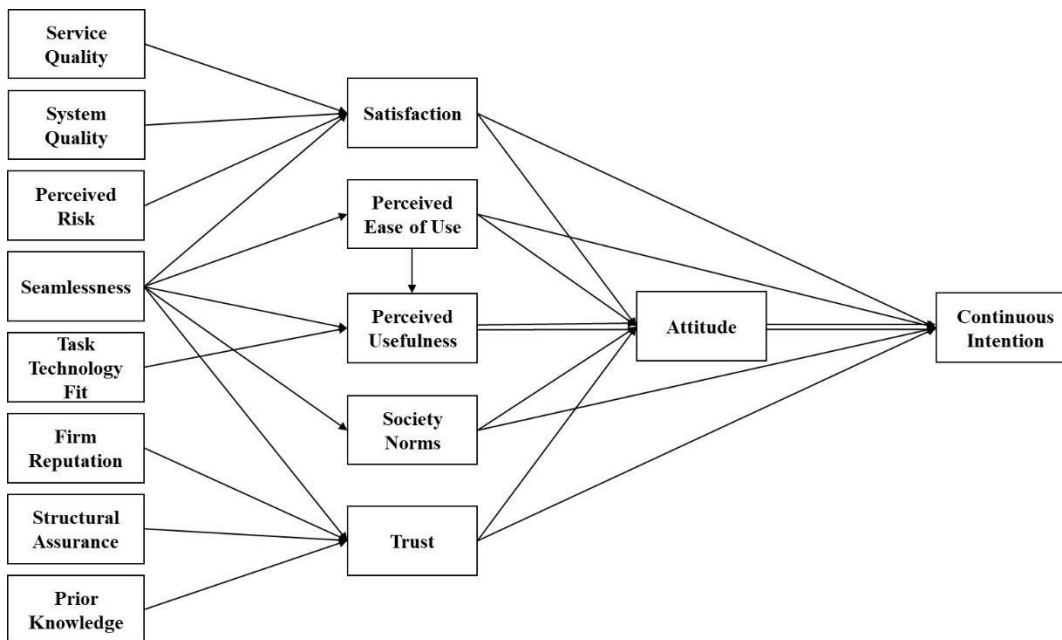 Service
Quality
System
Quality
Perceived
Risk
Seamlessness
Task
Technology
Fit
Firm
Reputation
Structural
Assurance
Prior
Knowledge
Satisfaction
Perceived
Ease of Use
Perceived
Usefulness
Society
Norms
Trust
Attitude
Continuous
Intention